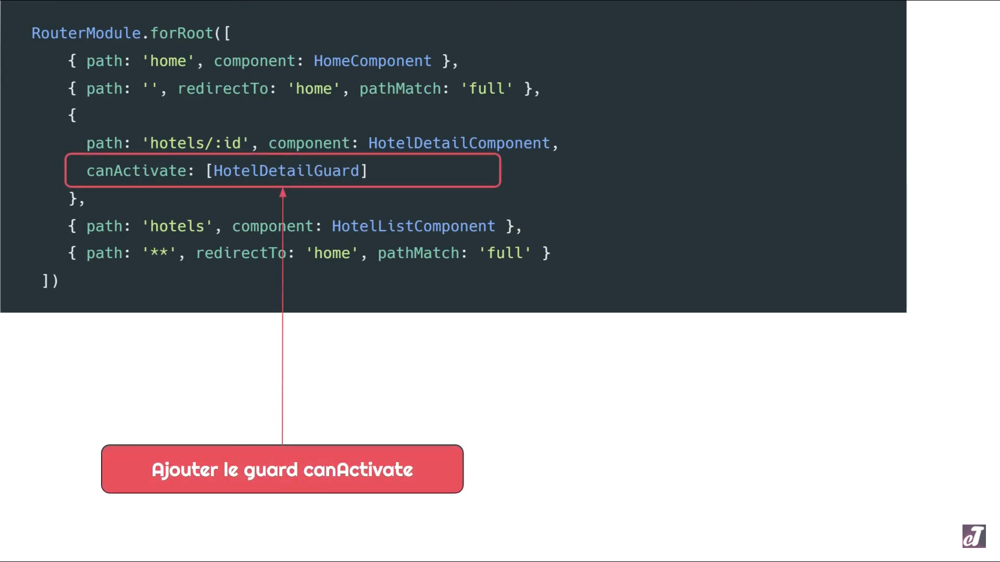 RouterModule.forRoot([
{ path: 'home', component: HomeComponent },
{ path: '', redirectTo: 'home', pathMatch: 'full' },
{
path: 'hotels/:id', component: HotelDetailComponent,
canActivate: [HotelDetailGuard]
},
{ path: 'hotels', component: HotelListComponent },
{ path: '**', redirectTo: 'home', pathMatch: 'full' }
])
Ajouter le guard canActivate
cT